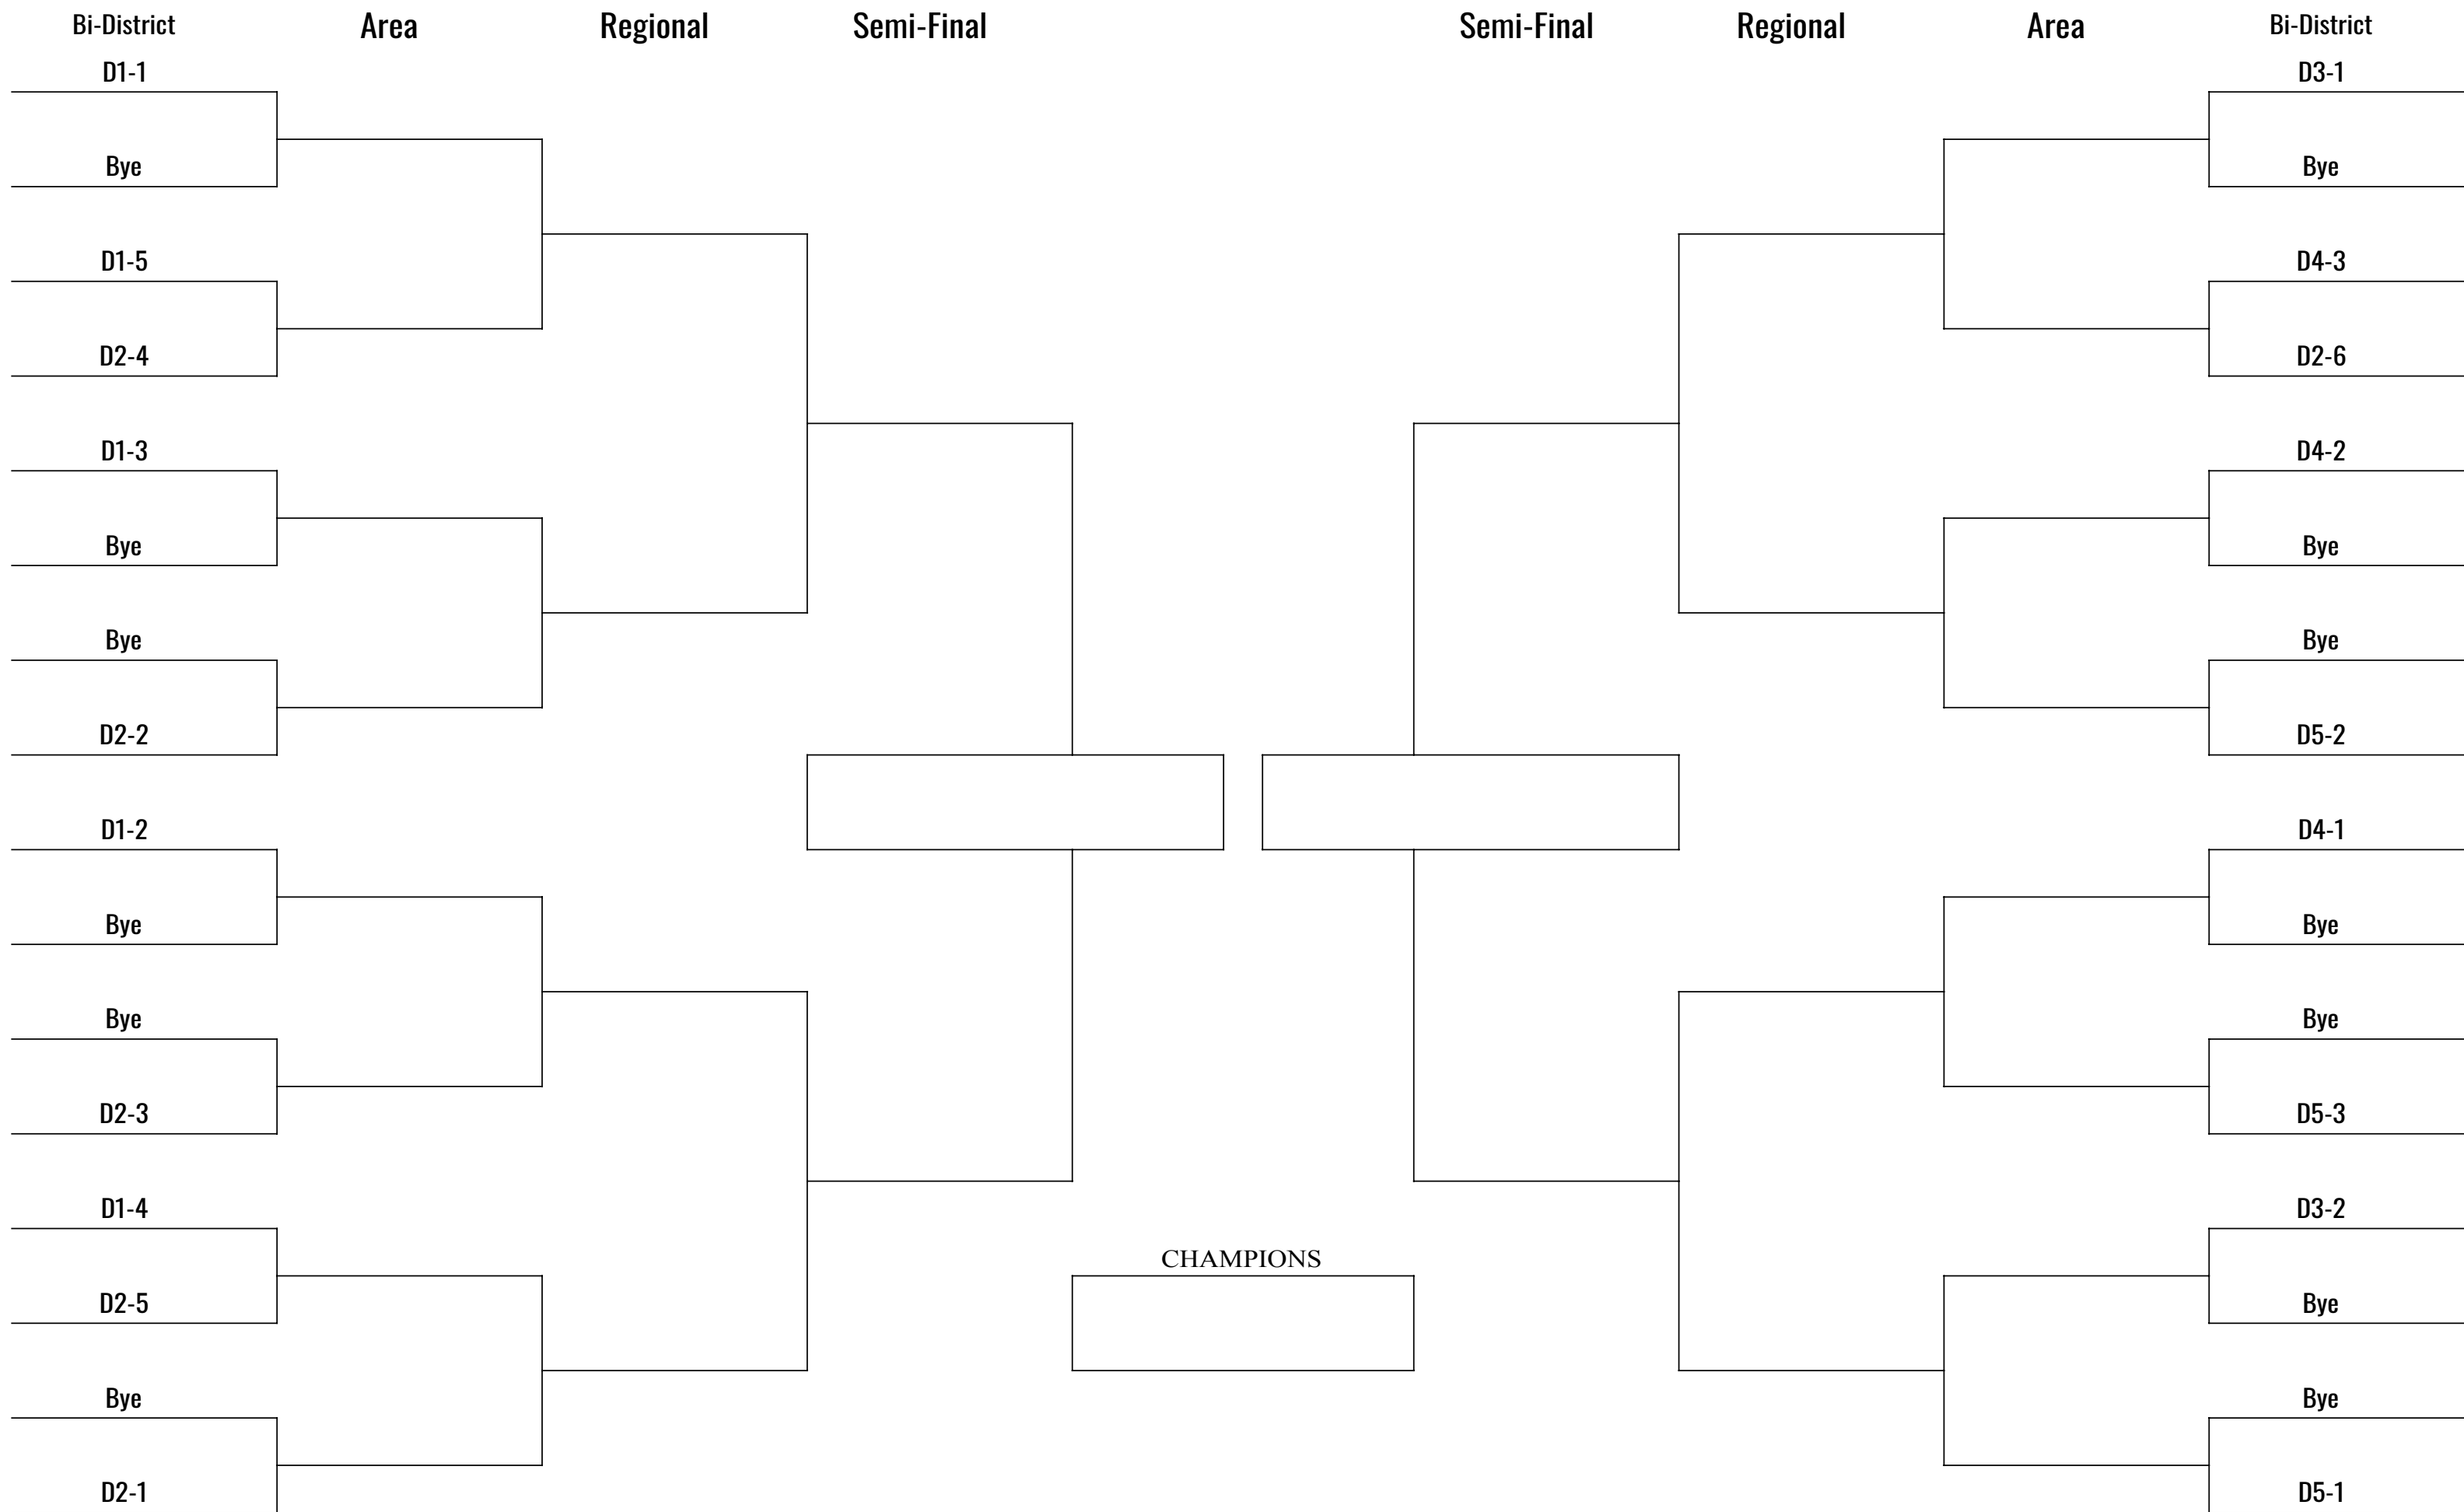 Bi-District Area Regional Semi-Final Semi-Final Regional Area Bi-District
D1-1 D3-1
Bye Bye
D1-5 D4-3
D2-4 D2-6
D1-3 D4-2
Bye Bye
Bye Bye
D2-2 D5-2
D1-2 D4-1
Bye Bye
Bye Bye
D2-3 D5-3
D1-4 D3-2
CHAMPIONS
D2-5 Bye
Bye Bye
D2-1 D5-1